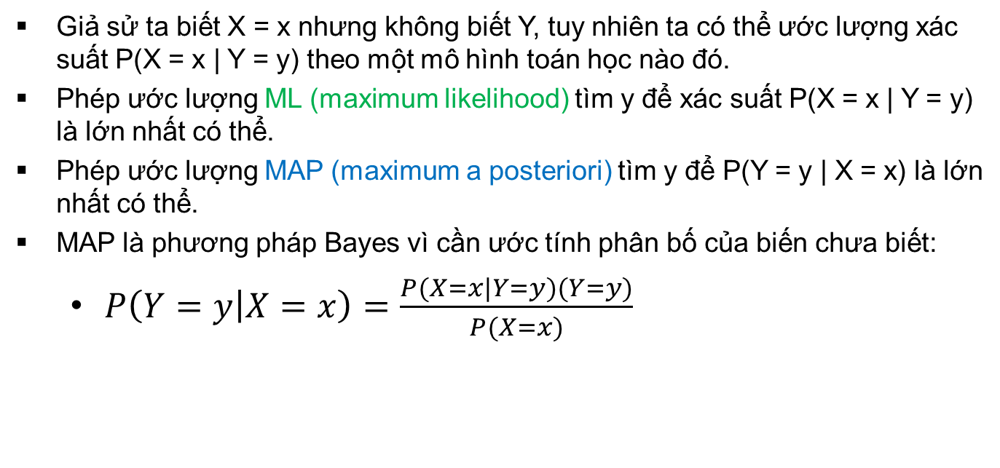 ▪ Giả sử ta biết X = x nhưng không biết Y, tuy nhiên ta có thể ước lượng xác
suất P(X = x | Y = y) theo một mô hình toán học nào đó.
▪ Phép ước lượng ML (maximum likelihood) tìm y để xác suất P(X = x | Y = y)
là lớn nhất có thể.
▪ Phép ước lượng MAP (maximum a posteriori) tìm y để P(Y = y | X = x) là lớn
nhất có thể.
▪ MAP là phương pháp Bayes vì cần ước tính phân bố của biến chưa biết:
• P(Y = y|X = x) = \frac{P(X=x|Y=y)(Y=y)}{P(X=x)}